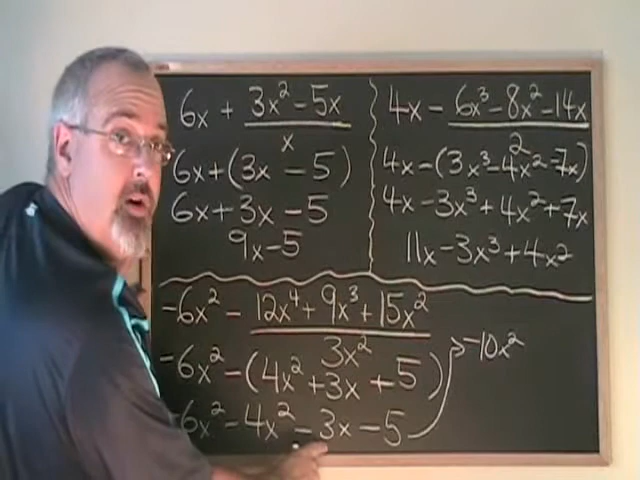 6x + (3x² - 5x)/x
6x + (3x - 5)
6x + 3x - 5
9x - 5
4x - (6x³ - 8x² - 14x)/2
4x - (3x³ - 4x² - 7x)
4x - 3x³ + 4x² + 7x
11x - 3x³ + 4x²
-6x² - (12x⁴ + 9x³ + 15x²)/3x²
-6x² - (4x² + 3x + 5)
-6x² - 4x² - 3x - 5
-10x²